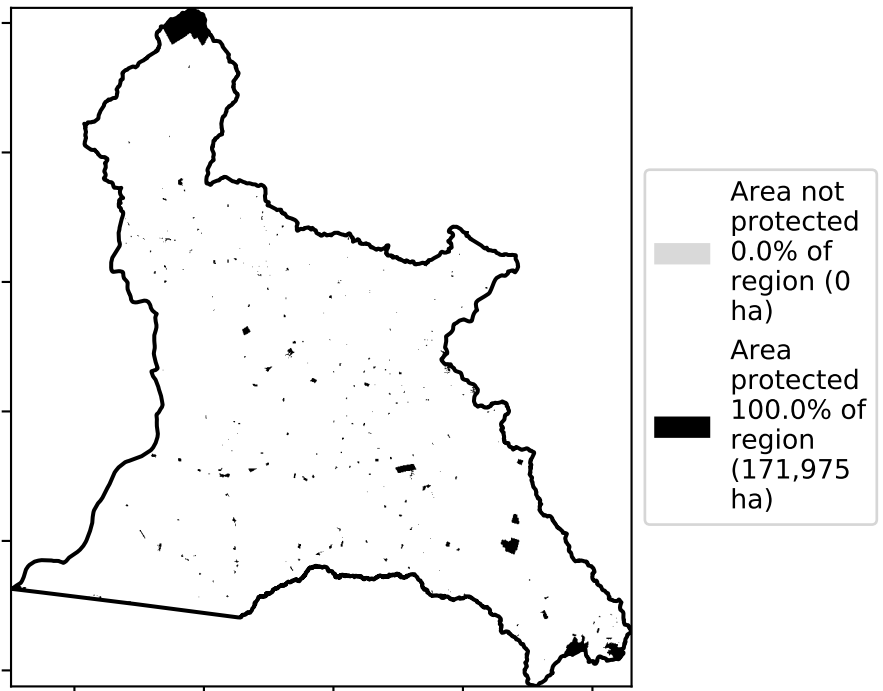 Area not
protected
0.0% of
region (0
ha)
Area
protected
100.0% of
region
(171,975
ha)